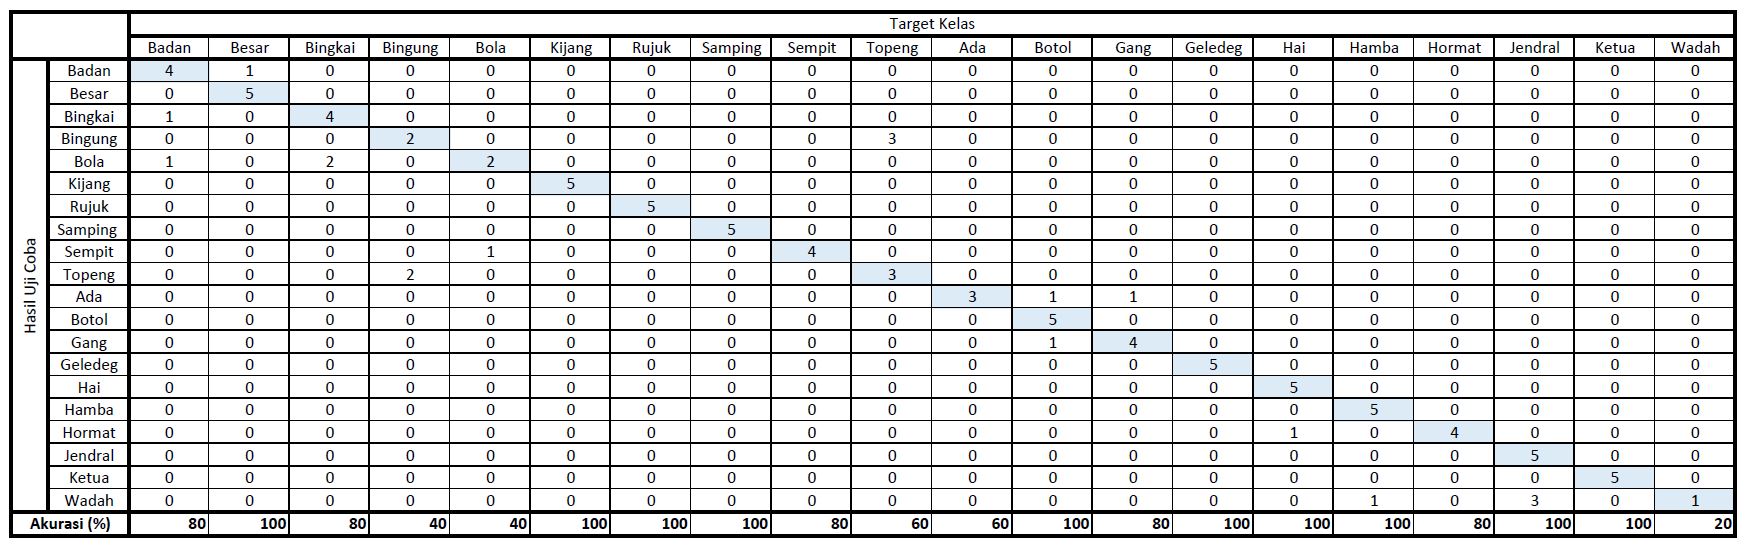 Target Kelas
Badan Besar Bingkai Bingung Bola Kijang Rujuk Samping Sempit Topeng Ada Botol Gang Geledeg Hai Hamba Hormat Jendral Ketua Wadah
Hasil Uji Coba
Badan 4 1 0 0 0 0 0 0 0 0 0 0 0 0 0 0 0 0 0 0
Besar 0 5 0 0 0 0 0 0 0 0 0 0 0 0 0 0 0 0 0 0
Bingkai 1 0 4 0 0 0 0 0 0 0 0 0 0 0 0 0 0 0 0 0
Bingung 0 0 0 2 0 0 0 0 0 3 0 0 0 0 0 0 0 0 0 0
Bola 1 0 2 0 2 0 0 0 0 0 0 0 0 0 0 0 0 0 0 0
Kijang 0 0 0 0 0 5 0 0 0 0 0 0 0 0 0 0 0 0 0 0
Rujuk 0 0 0 0 0 0 5 0 0 0 0 0 0 0 0 0 0 0 0 0
Samping 0 0 0 0 0 0 0 5 0 0 0 0 0 0 0 0 0 0 0 0
Sempit 0 0 0 0 1 0 0 0 4 0 0 0 0 0 0 0 0 0 0 0
Topeng 0 0 0 2 0 0 0 0 0 3 0 0 0 0 0 0 0 0 0 0
Ada 0 0 0 0 0 0 0 0 0 0 3 1 1 0 0 0 0 0 0 0
Botol 0 0 0 0 0 0 0 0 0 0 0 5 0 0 0 0 0 0 0 0
Gang 0 0 0 0 0 0 0 0 0 0 0 1 4 0 0 0 0 0 0 0
Geledeg 0 0 0 0 0 0 0 0 0 0 0 0 0 5 0 0 0 0 0 0
Hai 0 0 0 0 0 0 0 0 0 0 0 0 0 0 5 0 0 0 0 0
Hamba 0 0 0 0 0 0 0 0 0 0 0 0 0 0 0 5 0 0 0 0
Hormat 0 0 0 0 0 0 0 0 0 0 0 0 0 0 1 0 4 0 0 0
Jendral 0 0 0 0 0 0 0 0 0 0 0 0 0 0 0 0 0 5 0 0
Ketua 0 0 0 0 0 0 0 0 0 0 0 0 0 0 0 0 0 0 5 0
Wadah 0 0 0 0 0 0 0 0 0 0 0 0 0 0 0 1 0 3 0 1
Akurasi (%) 80 100 80 40 40 100 100 100 80 60 60 100 80 100 100 100 80 100 100 20